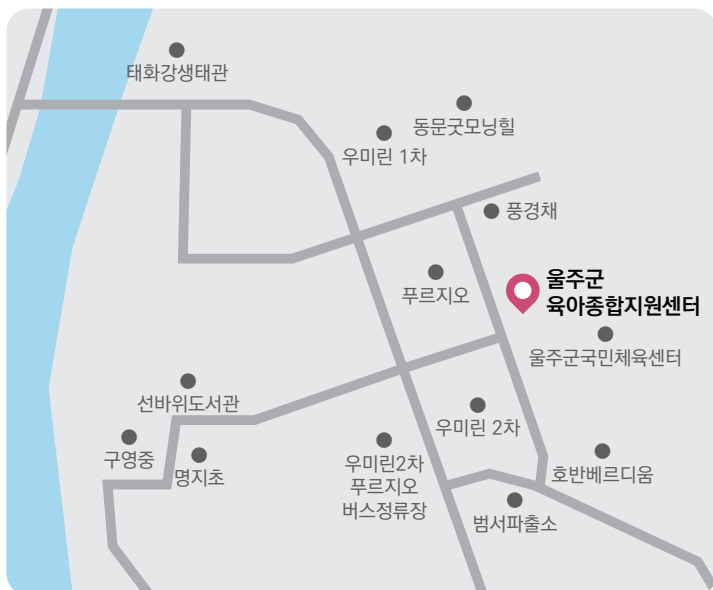 태화강생태관
동문굿모닝힐
우미린 1차
풍경채
푸르지오
울주군
육아종합지원센터
울주군국민체육센터
선바위도서관
우미린 2차
구영중
명지초
우미린2차
푸르지오
버스정류장
호반베르디움
범서파출소